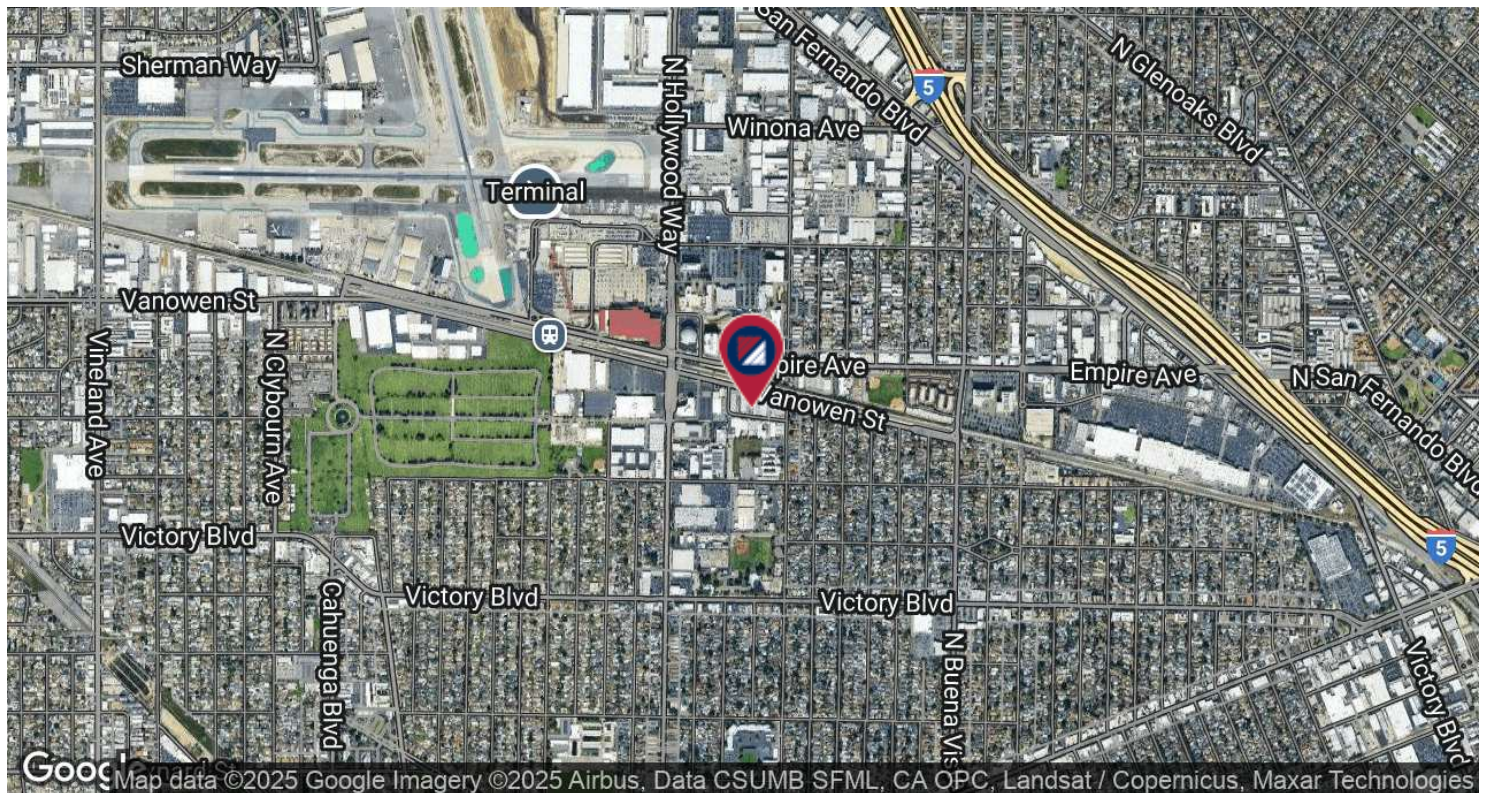 Sherman Way
San Fernando Blvd
5
N Glenoaks Blvd
N Hollywood Way
Winona Ave
Terminal
Vanowen St
Vineland Ave
N Clybourn Ave
pire Ave
Vanowen St
Empire Ave
N San Fernando Blvd
Victory Blvd
5
Victory Blvd
Victory Blvd
Cahuenga Blvd
N Buena Vis
Victory Blvd
Goog
Map data ©2025 Google Imagery ©2025 Airbus, Data CSUMB SFML, CA OPC, Landsat / Copernicus, Maxar Technologies